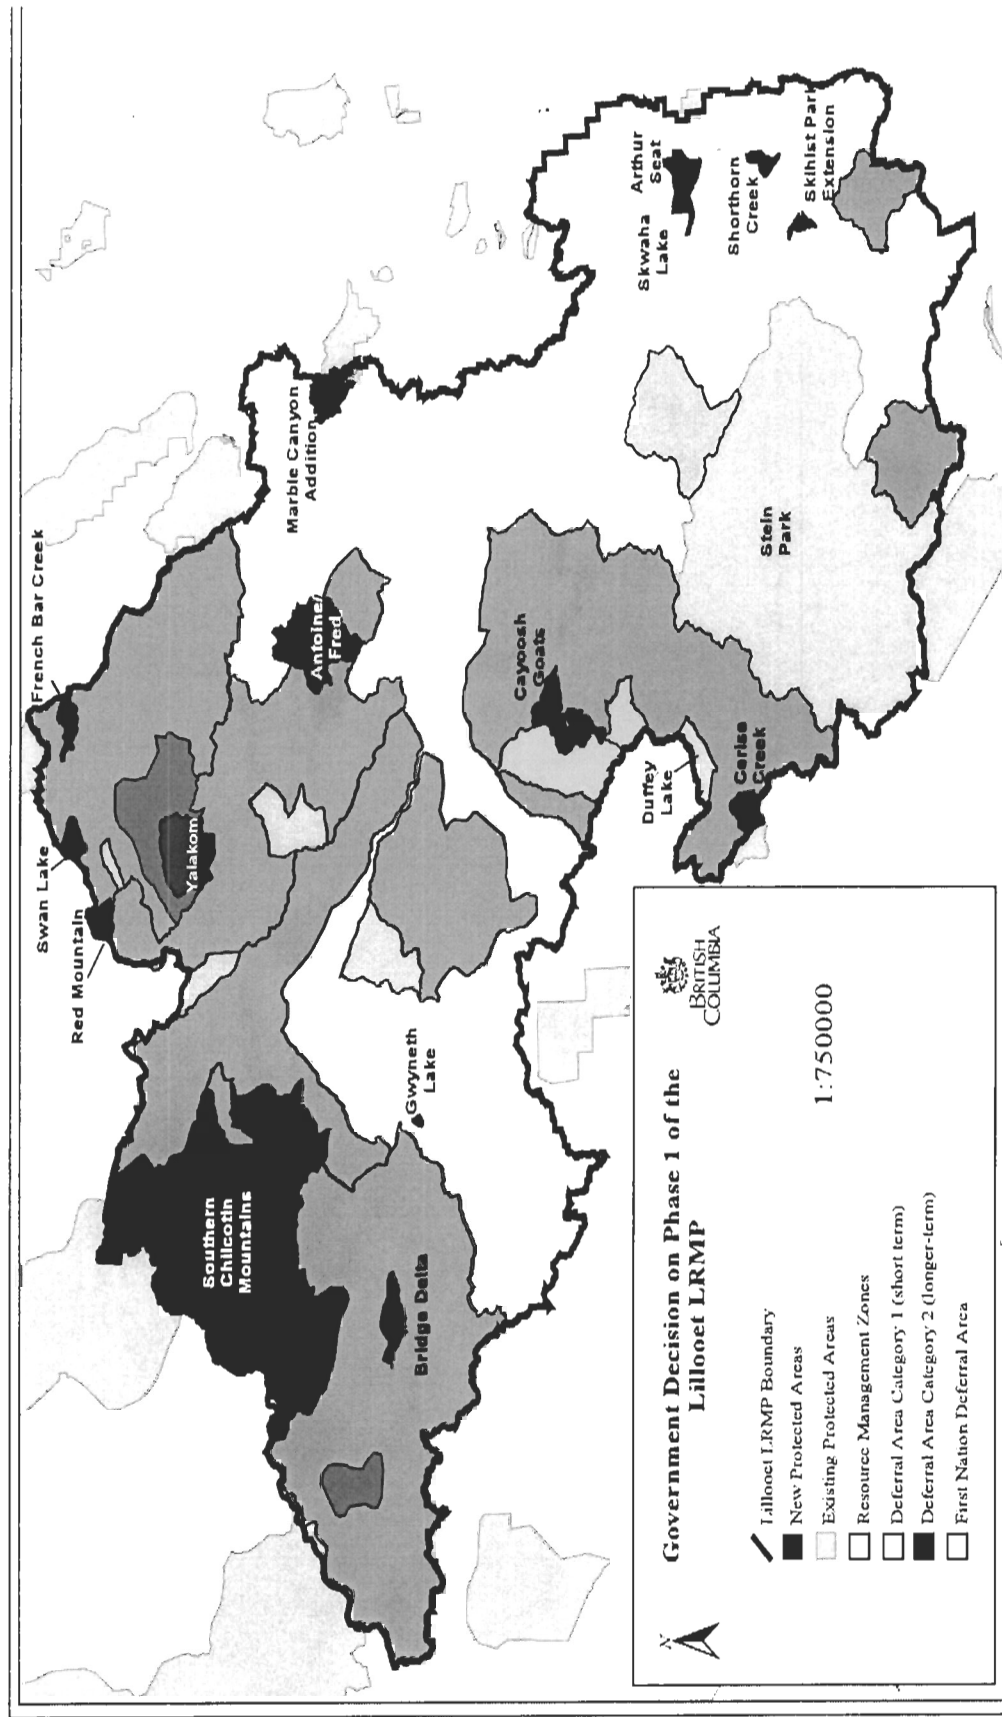 Swan Lake
French Bar Creek
Red Mountain
Yalakom
Antoine/
Fred
Marble Canyon
Addition
Southern
Chilcotin
Mountains
Gwyneth
Lake
Bridge Delta
Cayoosh
Goats
Duffey
Lake
Cerise
Creek
Stein
Park
Skwaha
Lake
Arthur
Seat
Shorthorn
Creek
Skihist Park
Extension
Government Decision on Phase 1 of the
Lillooet LRMP
BRITISH
COLUMBIA
N
1:750000
Lillooet LRMP Boundary
New Protected Areas
Existing Protected Areas
Resource Management Zones
Deferral Area Category 1 (short term)
Deferral Area Category 2 (longer-term)
First Nation Deferral Area